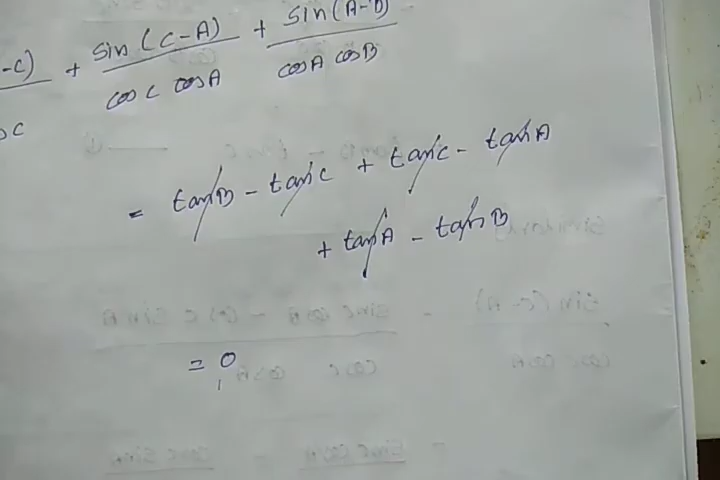 -C) + sin(C-A) + sin(A-B)
cosC cosA cosA cosB
= tanB - tanC + tanC - tanA
+ tanA - tanB
= 0